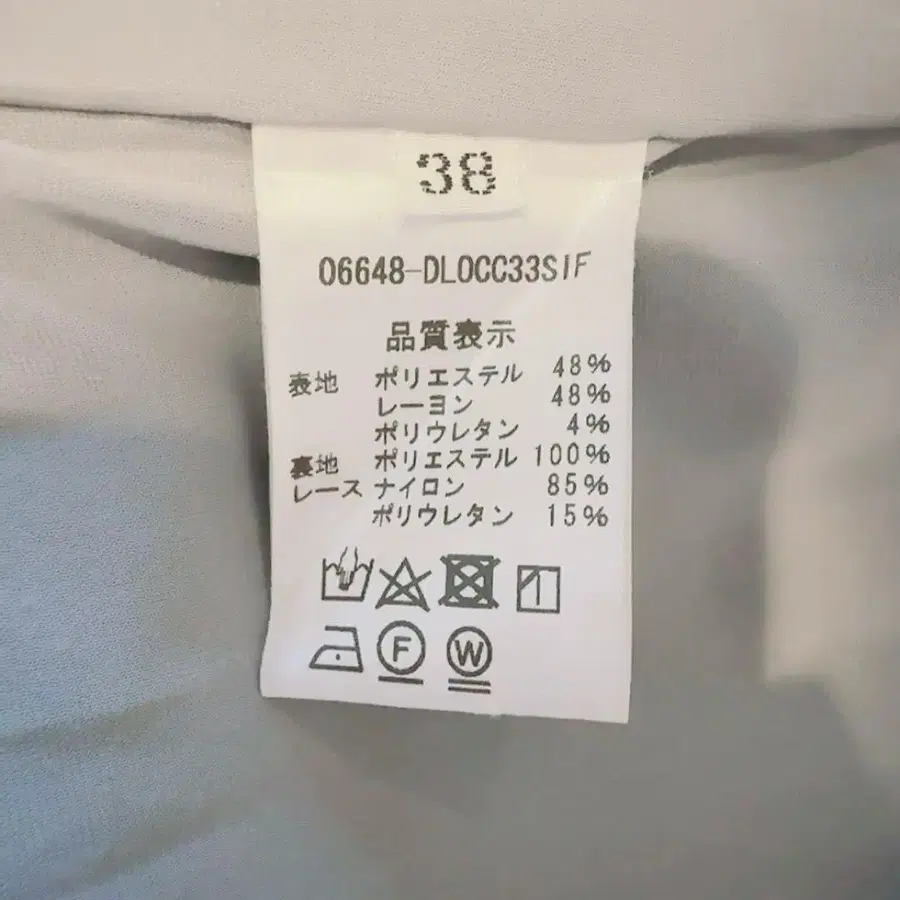 38
06648-DL0CC33SIF
品質表示
表地 ポリエステル 48%
レーヨン 48%
ポリウレタン 4%
裏地 ポリエステル 100%
レース ナイロン 85%
ポリウレタン 15%
F W